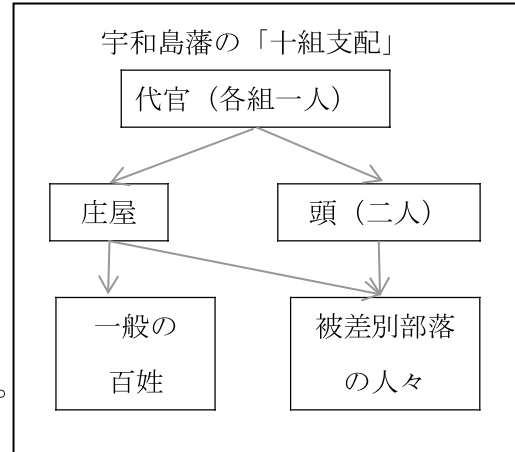 宇和島藩の「十組支配」
代官（各組一人）
庄屋
頭（二人）
一般の
百姓
被差別部落
の人々
。